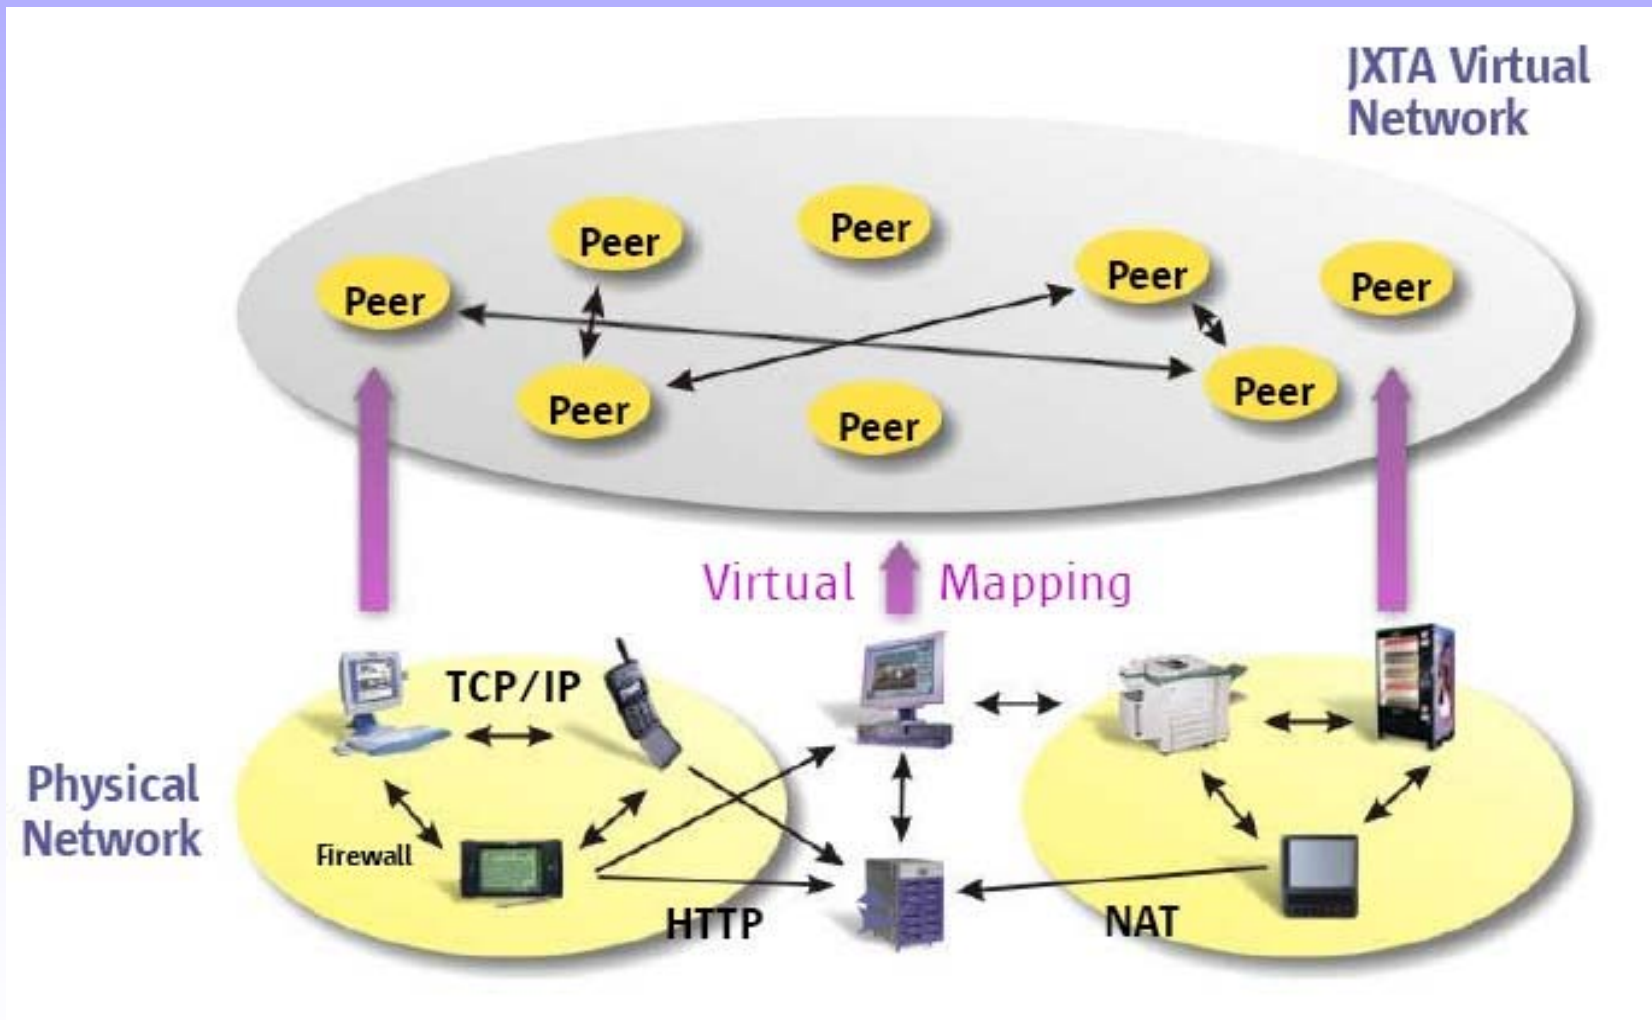 JXTA Virtual
Network
Peer
Peer
Peer
Peer
Peer
Peer
Peer
Peer
Virtual Mapping
TCP/IP
Physical
Network
Firewall
HTTP
NAT